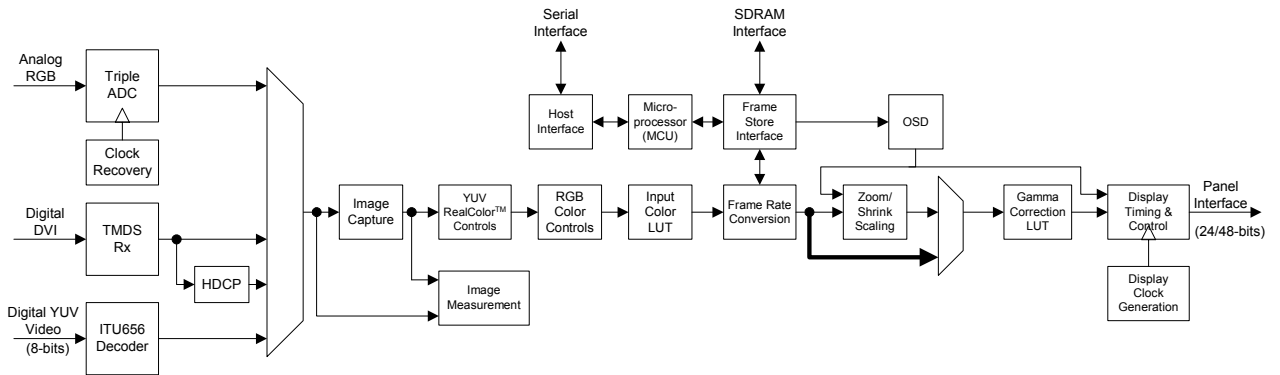 Serial
Interface
SDRAM
Interface
Analog
RGB
Triple
ADC
Clock
Recovery
Host
Interface
Micro-
processor
(MCU)
Frame
Store
Interface
OSD
Digital
DVI
TMDS
Rx
HDCP
Image
Capture
YUV
RealColor™
Controls
RGB
Color
Controls
Input
Color
LUT
Frame Rate
Conversion
Zoom/
Shrink
Scaling
Gamma
Correction
LUT
Display
Timing &
Control
Panel
Interface
(24/48-bits)
Image
Measurement
Display
Clock
Generation
Digital YUV
Video
(8-bits)
ITU656
Decoder